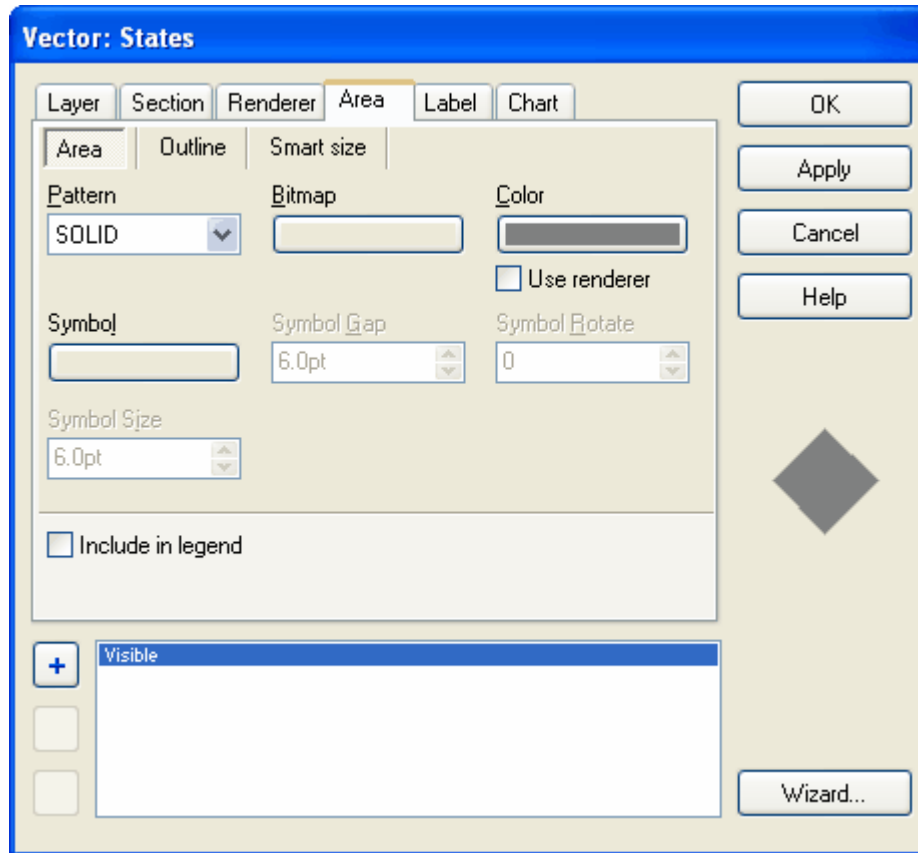 Vector: States
Layer Section Renderer Area Label Chart
OK
Area Outline Smart size
Apply
Pattern Bitmap Color
SOLID
Cancel
Use renderer
Help
Symbol Symbol Gap Symbol Rotate
6.0pt 0
Symbol Size
6.0pt
Include in legend
+ Visible
Wizard...